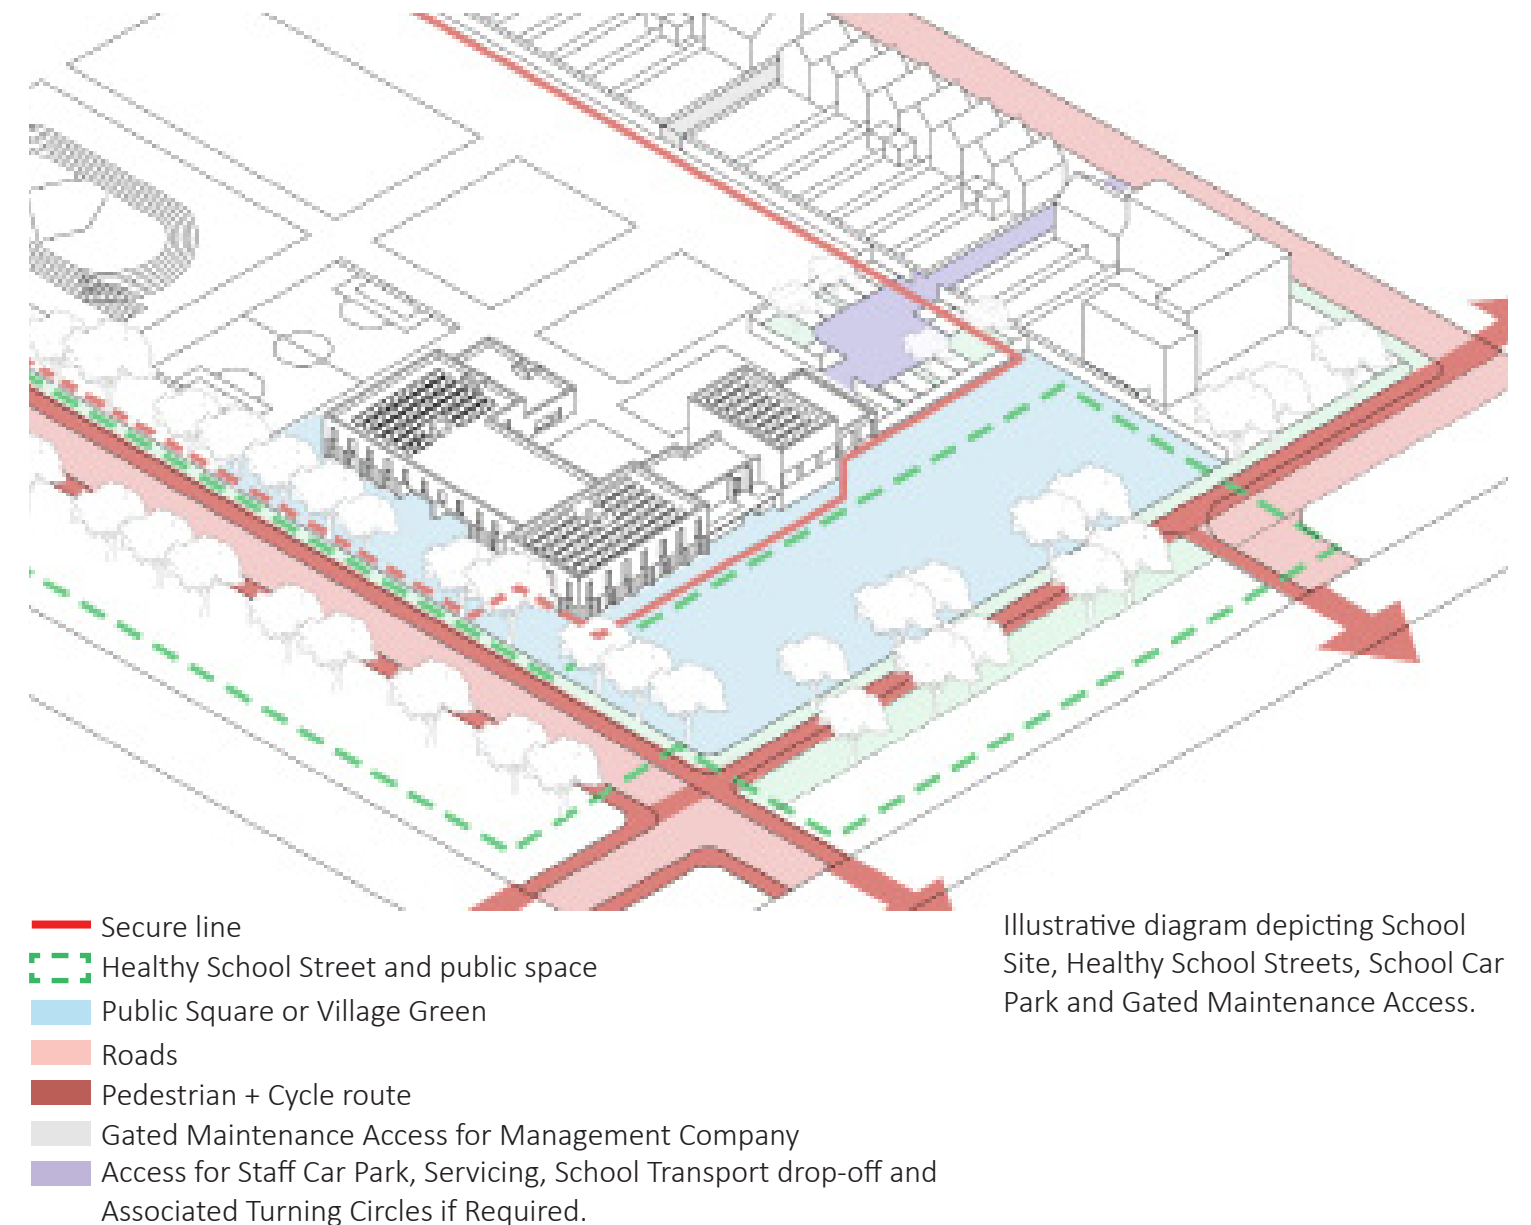 Secure line
Healthy School Street and public space
Public Square or Village Green
Roads
Pedestrian + Cycle route
Gated Maintenance Access for Management Company
Access for Staff Car Park, Servicing, School Transport drop-off and
Associated Turning Circles if Required.
Illustrative diagram depicting School
Site, Healthy School Streets, School Car
Park and Gated Maintenance Access.